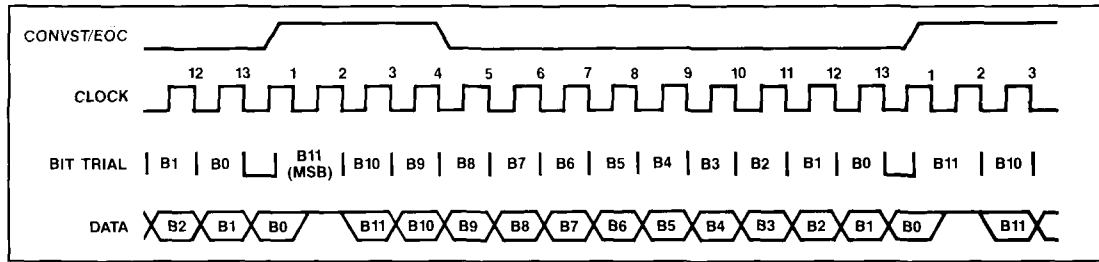 CONVST/EOC
12 13 1 2 3 4 5 6 7 8 9 10 11 12 13 1 2 3
CLOCK
BIT TRIAL B1 B0 B11 (MSB) B10 B9 B8 B7 B6 B5 B4 B3 B2 B1 B0 B11 B10
DATA B2 B1 B0 B11 B10 B9 B8 B7 B6 B5 B4 B3 B2 B1 B0 B11